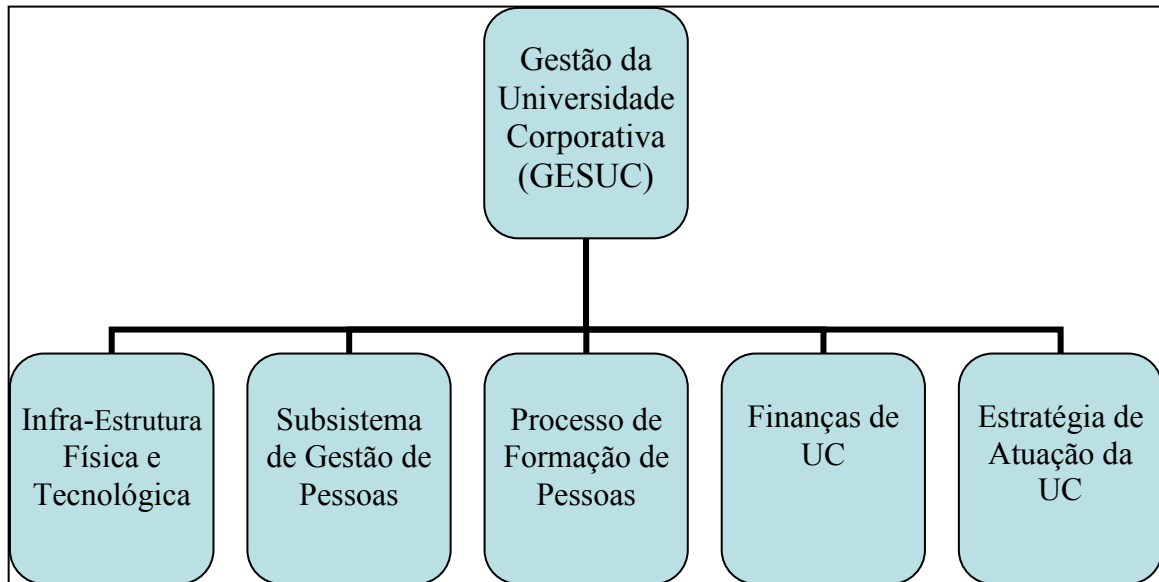 Gestão da
Universidade
Corporativa
(GESUC)
Infra-Estrutura
Física e
Tecnológica
Subsistema
de Gestão de
Pessoas
Processo de
Formação de
Pessoas
Finanças de
UC
Estratégia de
Atuação da
UC